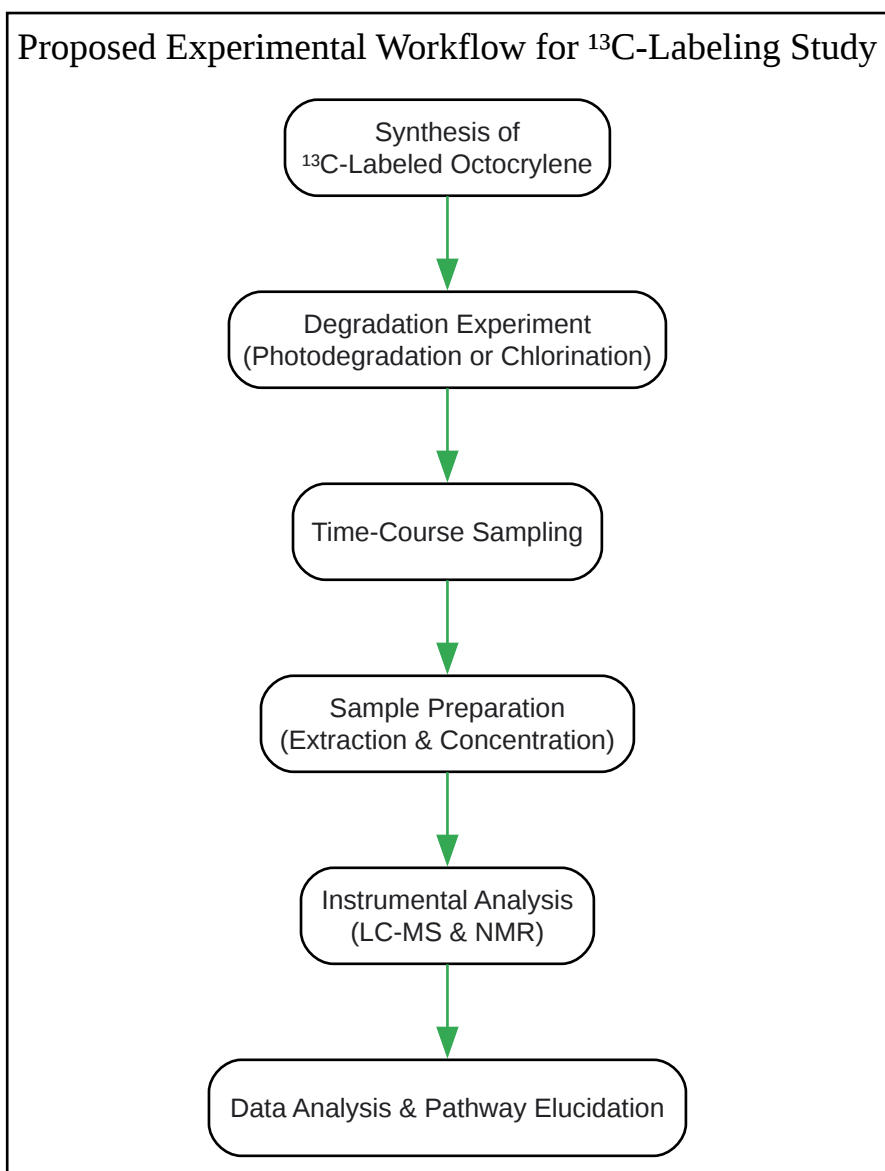 Proposed Experimental Workflow for ¹³C-Labeling Study
Synthesis of
¹³C-Labeled Octocrylene
Degradation Experiment
(Photodegradation or Chlorination)
Time-Course Sampling
Sample Preparation
(Extraction & Concentration)
Instrumental Analysis
(LC-MS & NMR)
Data Analysis & Pathway Elucidation